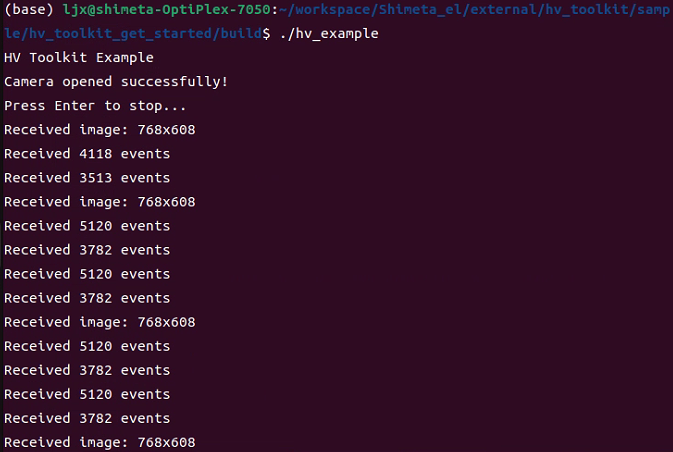 (base) ljx@shimeta-OptiPlex-7050:~/workspace/Shimeta_el/external/hv_toolkit/samp
le/hv_toolkit_get_started/build$ ./hv_example
HV Toolkit Example
Camera opened successfully!
Press Enter to stop...
Received image: 768x608
Received 4118 events
Received 3513 events
Received image: 768x608
Received 5120 events
Received 3782 events
Received 5120 events
Received 3782 events
Received image: 768x608
Received 5120 events
Received 3782 events
Received 5120 events
Received 3782 events
Received image: 768x608